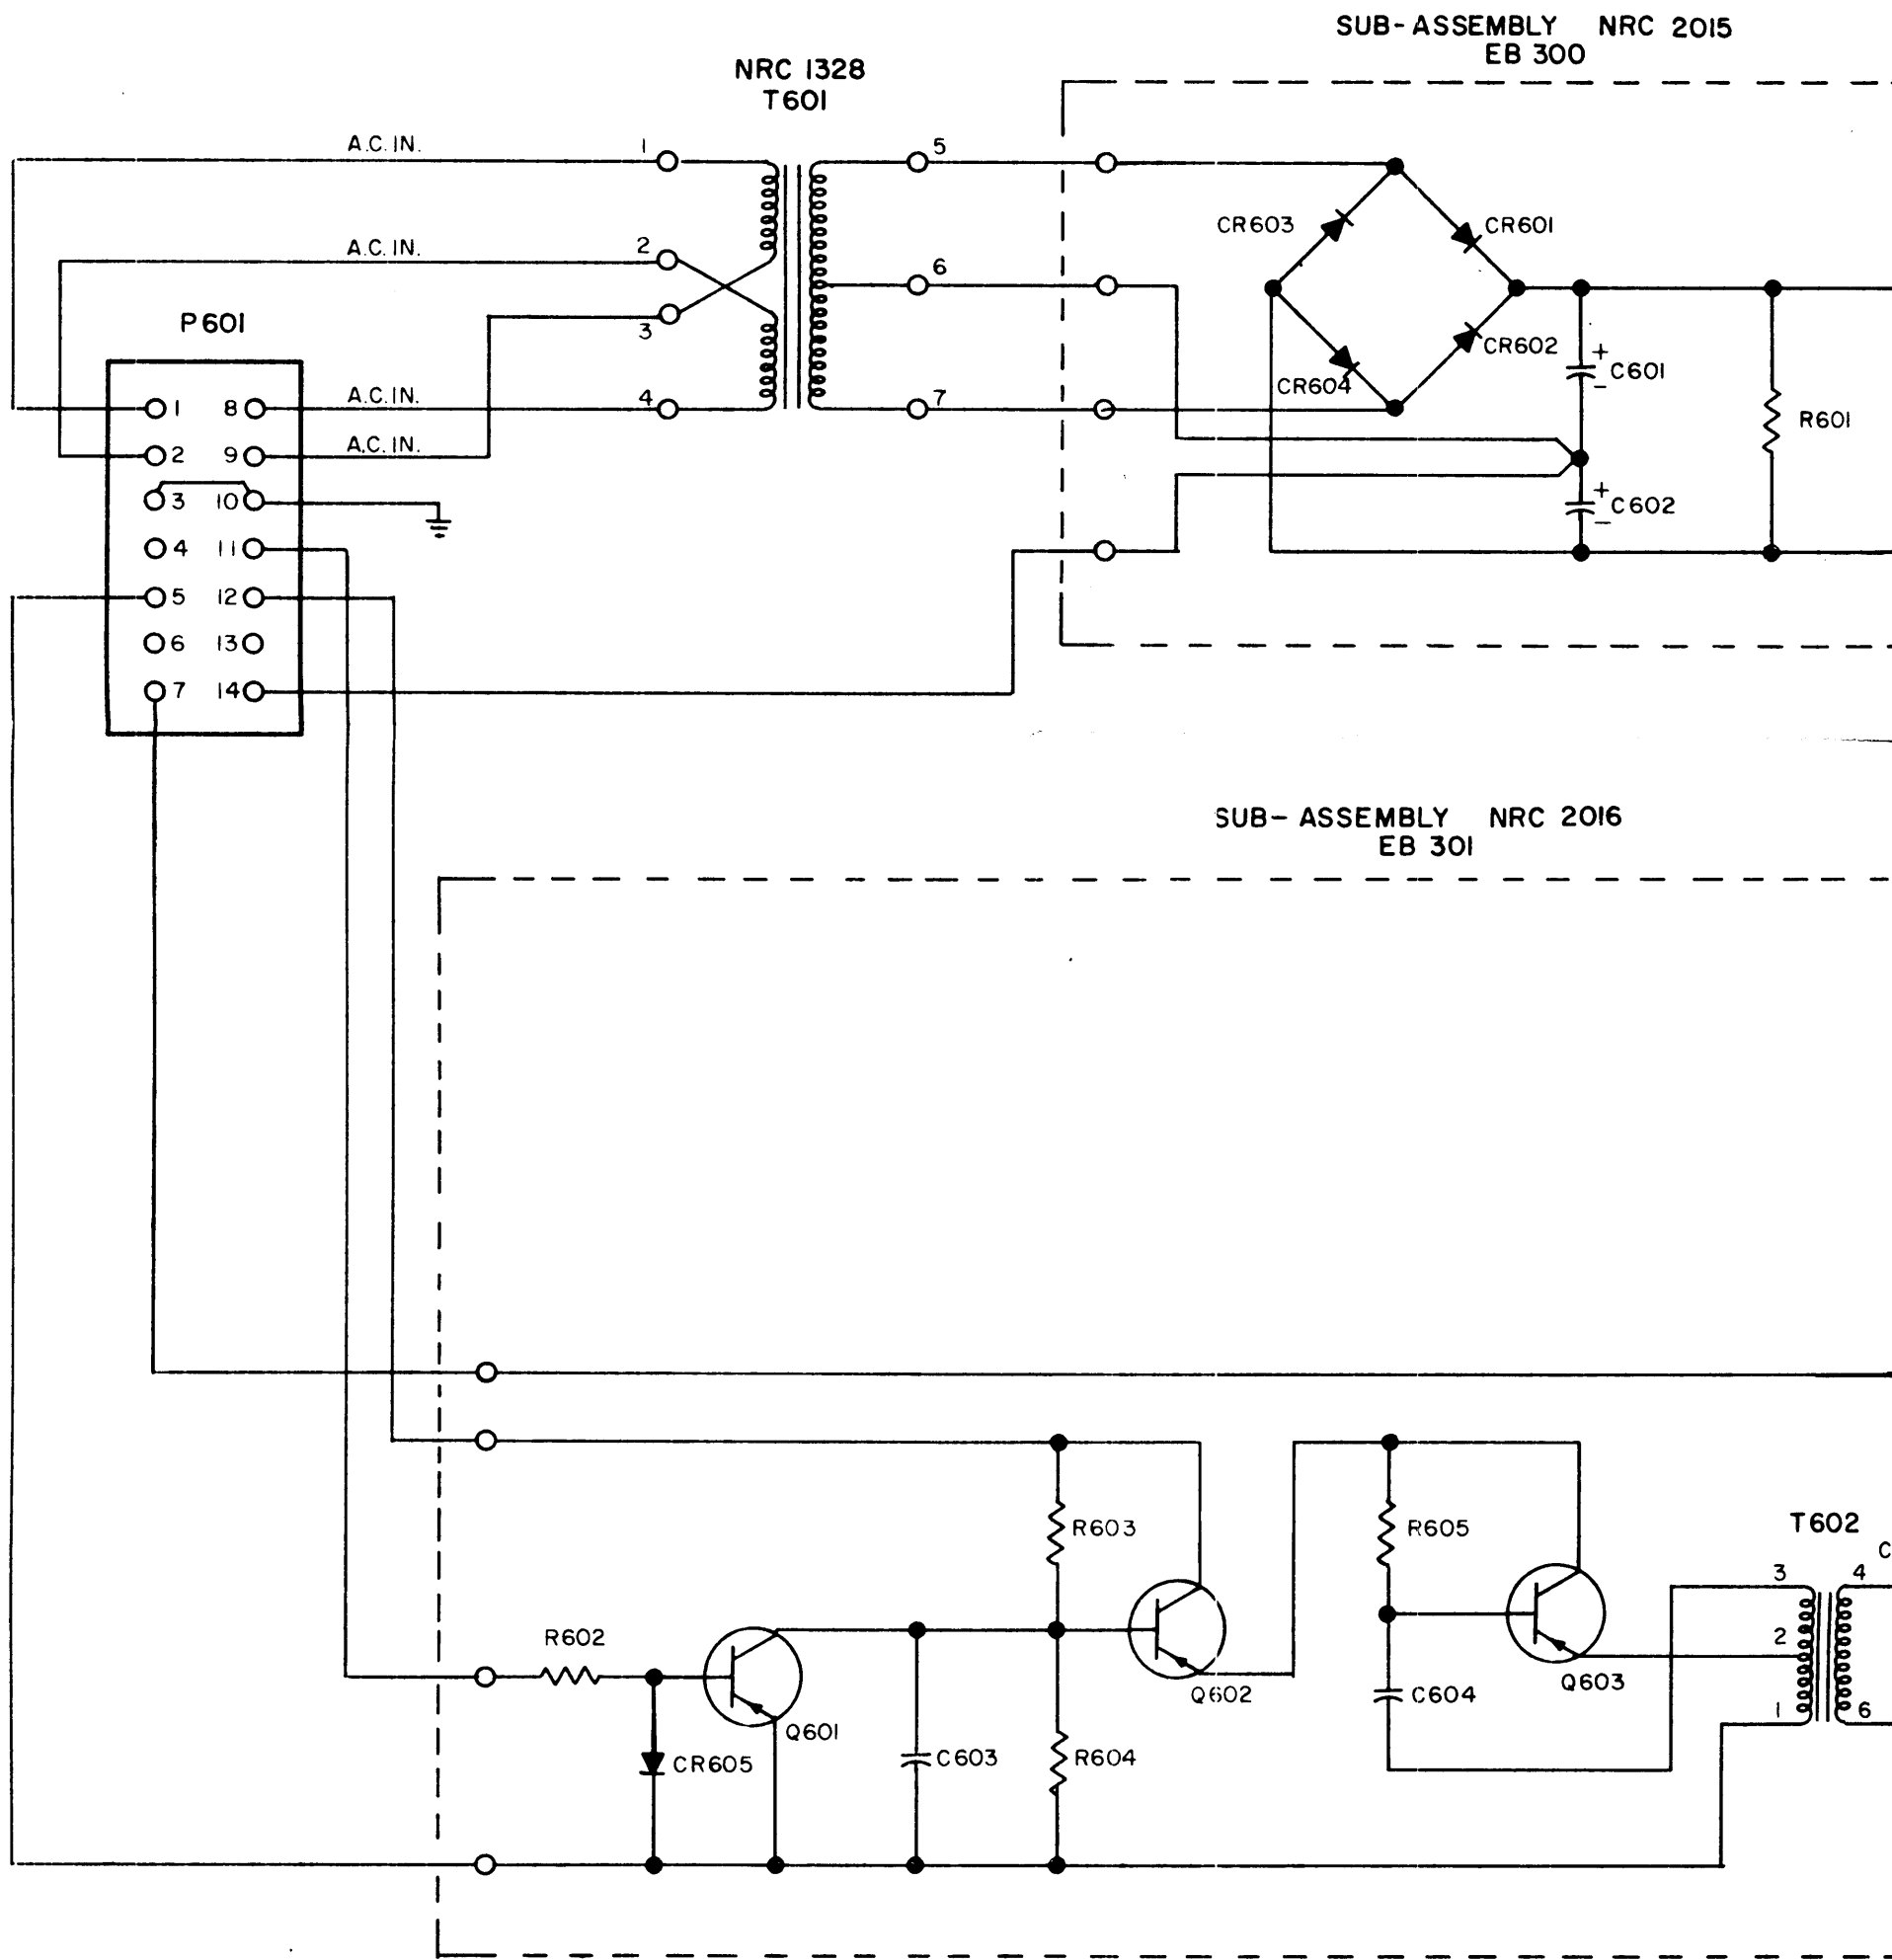 SUB-ASSEMBLY NRC 2015
EB 300
NRC 1328
T601
A.C. IN.
1
5
CR603
CR601
A.C. IN.
2
6
3
P601
CR602
+
C601
-
CR604
A.C. IN.
4
7
1 8
R601
A.C. IN.
2 9
3 10
+
C602
-
4 11
5 12
6 13
7 14
SUB- ASSEMBLY NRC 2016
EB 301
R603
R605
T602
C
3
4
R602
2
Q602
C604
Q603
1
6
Q601
CR605
C603
R604